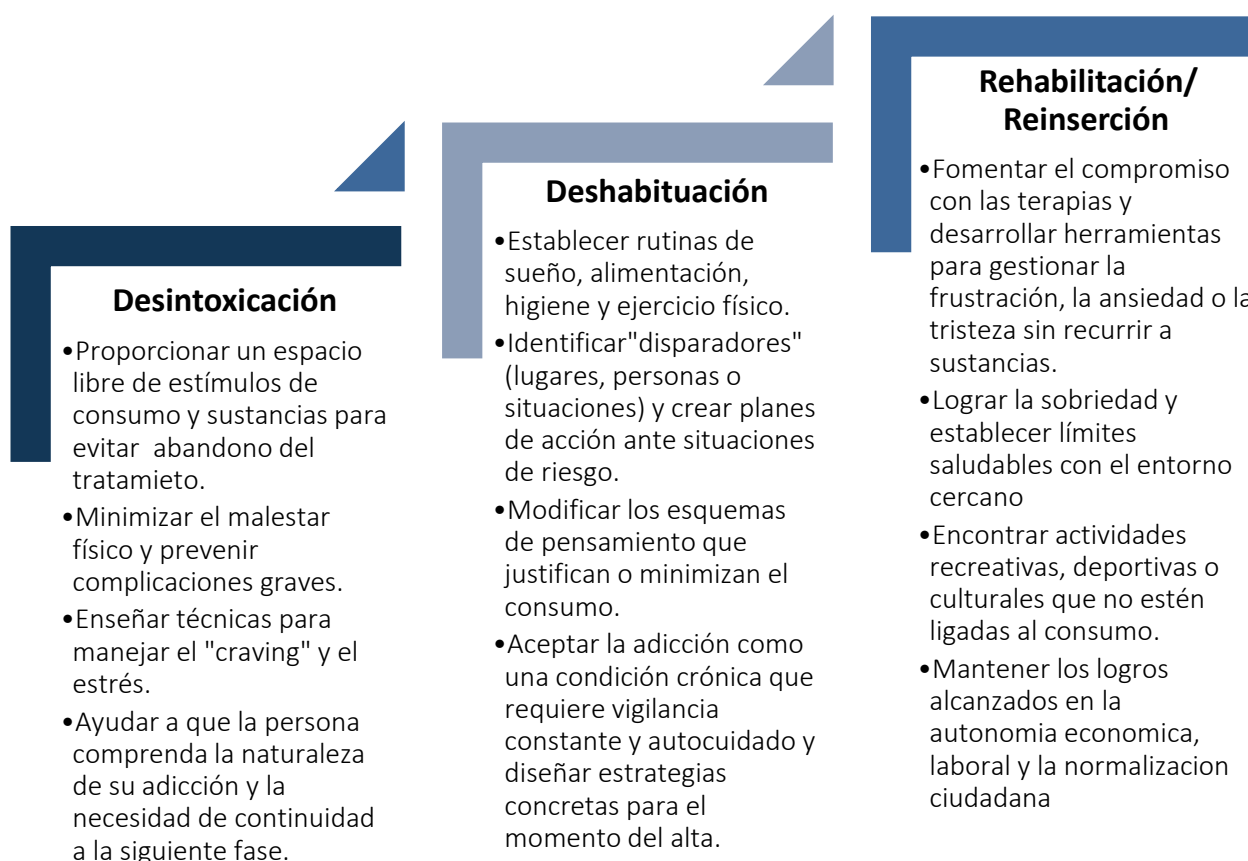 Desintoxicación
•Proporcionar un espacio
libre de estímulos de
consumo y sustancias para
evitar  abandono del
tratamieto.
•Minimizar el malestar
físico y prevenir
complicaciones graves.
•Enseñar técnicas para
manejar el "craving" y el
estrés.
•Ayudar a que la persona
comprenda la naturaleza
de su adicción y la
necesidad de continuidad
a la siguiente fase.
Deshabituación
•Establecer rutinas de
sueño, alimentación,
higiene y ejercicio físico.
•Identificar"disparadores"
(lugares, personas o
situaciones) y crear planes
de acción ante situaciones
de riesgo.
•Modificar los esquemas
de pensamiento que
justifican o minimizan el
consumo.
•Aceptar la adicción como
una condición crónica que
requiere vigilancia
constante y autocuidado y
diseñar estrategias
concretas para el
momento del alta.
Rehabilitación/
Reinserción
•Fomentar el compromiso
con las terapias y
desarrollar herramientas
para gestionar la
frustración, la ansiedad o la
tristeza sin recurrir a
sustancias.
•Lograr la sobriedad y
establecer límites
saludables con el entorno
cercano
•Encontrar actividades
recreativas, deportivas o
culturales que no estén
ligadas al consumo.
•Mantener los logros
alcanzados en la
autonomia economica,
laboral y la normalizacion
ciudadana